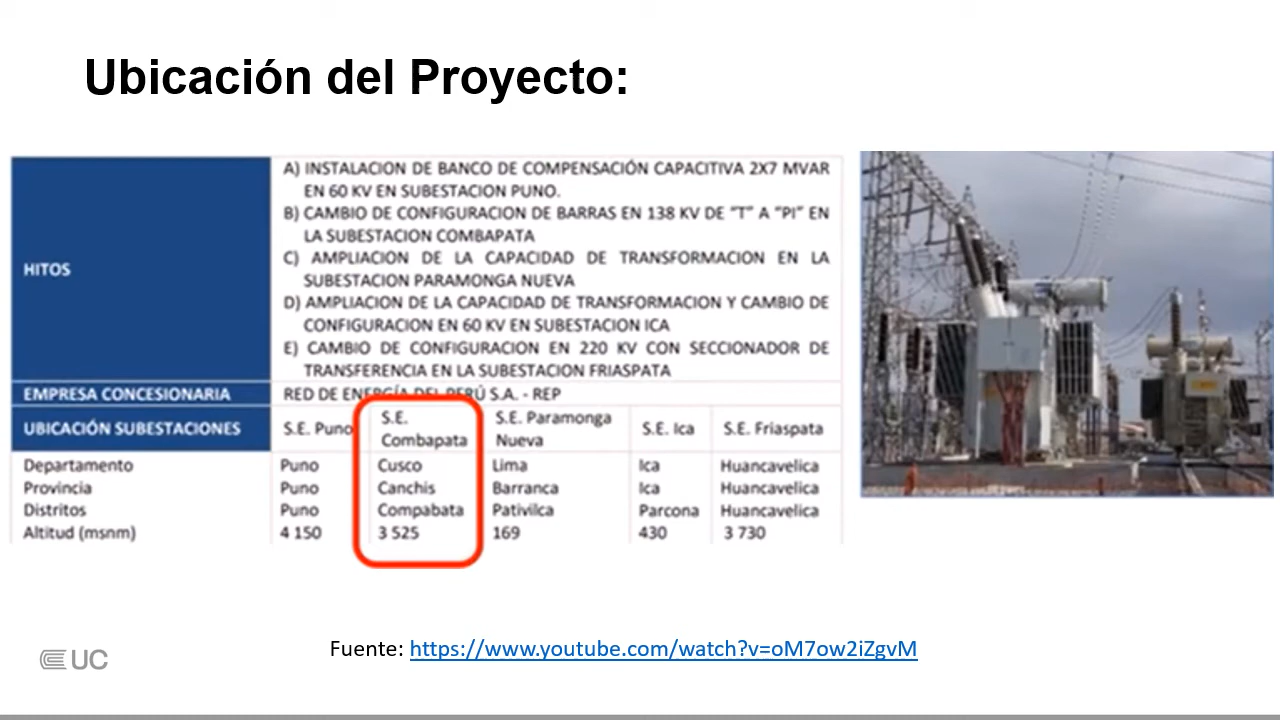 Ubicación del Proyecto:
HITOS
A) INSTALACION DE BANCO DE COMPENSACIÓN CAPACITIVA 2X7 MVAR
EN 60 KV EN SUBESTACION PUNO.
B) CAMBIO DE CONFIGURACION DE BARRAS EN 138 KV DE “T” A “PI” EN
LA SUBESTACION COMBAPATA
C) AMPLIACION DE LA CAPACIDAD DE TRANSFORMACION EN LA
SUBESTACION PARAMONGA NUEVA
D) AMPLIACION DE LA CAPACIDAD DE TRANSFORMACION Y CAMBIO DE
CONFIGURACION EN 60 KV EN SUBESTACION ICA
E) CAMBIO DE CONFIGURACION EN 220 KV CON SECCIONADOR DE
TRANSFERENCIA EN LA SUBESTACION FRIASPATA
EMPRESA CONCESIONARIA RED DE ENERGÍA DEL PERÚ S.A. - REP
UBICACIÓN SUBESTACIONES S.E. Puno S.E. Combapata S.E. Paramonga Nueva S.E. Ica S.E. Friaspata
Departamento Puno Cusco Lima Ica Huancavelica
Provincia Puno Canchis Barranca Ica Huancavelica
Distritos Puno Compabata Pativilca Parcona Huancavelica
Altitud (msnm) 4 150 3 525 169 430 3 730
Fuente: https://www.youtube.com/watch?v=oM7ow2iZgvM
UC